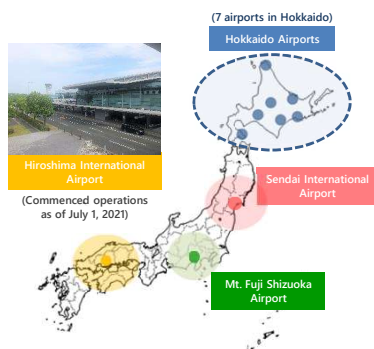 (7 airports in Hokkaido)
Hokkaido Airports
Hiroshima International
Airport
(Commenced operations
as of July 1, 2021)
Sendai International
Airport
Mt. Fuji Shizuoka
Airport